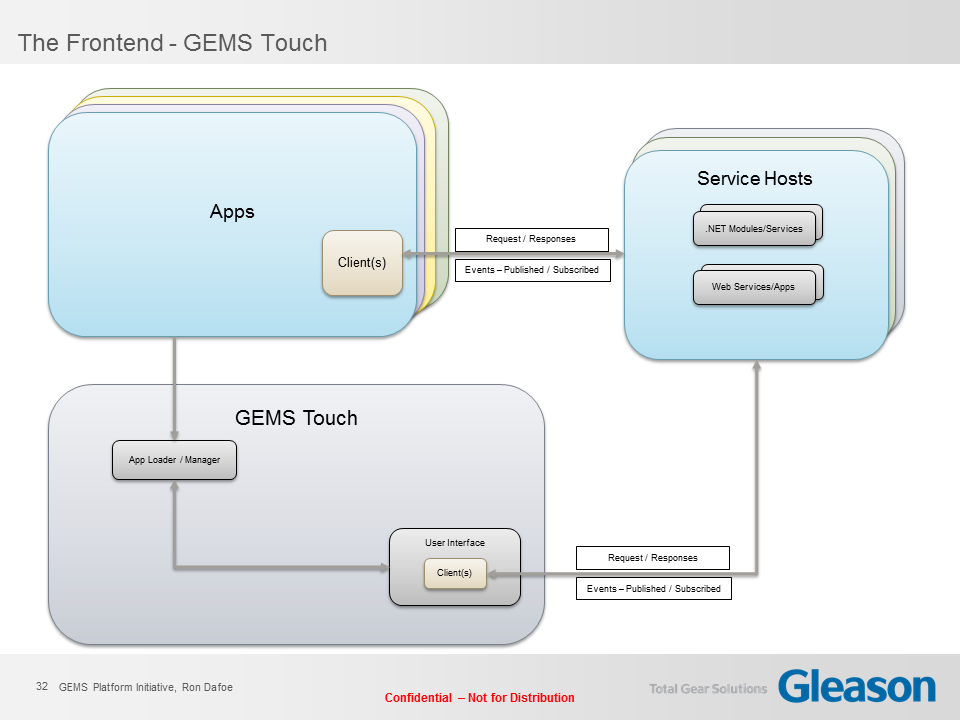 The Frontend - GEMS Touch
Apps
Client(s)
Request / Responses
Events – Published / Subscribed
Service Hosts
.NET Modules/Services
Web Services/Apps
GEMS Touch
App Loader / Manager
User Interface
Client(s)
Request / Responses
Events – Published / Subscribed
32 GEMS Platform Initiative, Ron Dafoe
Confidential – Not for Distribution
Total Gear Solutions Gleason